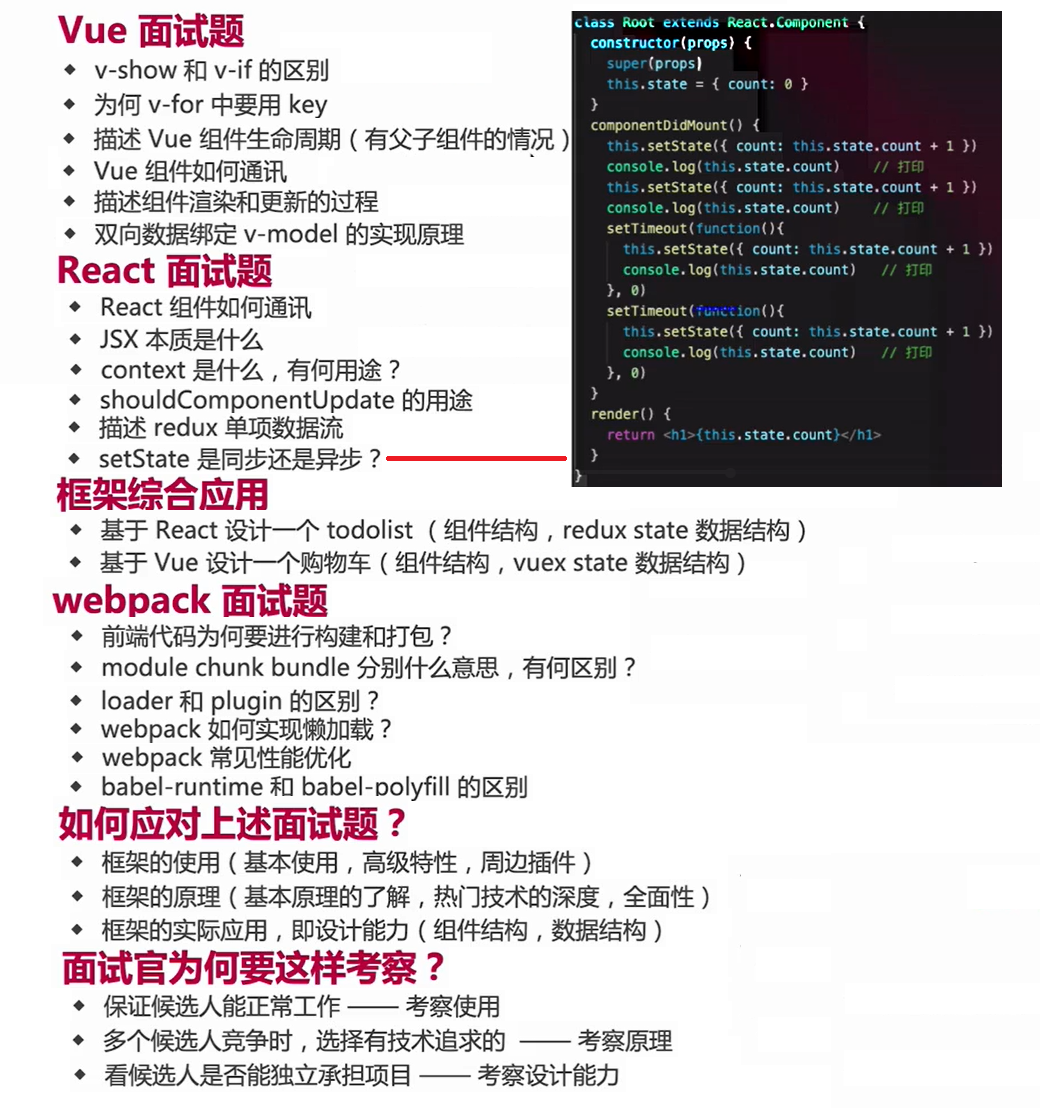 Vue 面试题
v-show 和 v-if 的区别
为何 v-for 中要用 key
描述 Vue 组件生命周期（有父子组件的情况）
Vue 组件如何通讯
描述组件渲染和更新的过程
双向数据绑定 v-model 的实现原理
React 面试题
React 组件如何通讯
JSX 本质是什么
context 是什么，有何用途？
shouldComponentUpdate 的用途
描述 redux 单项数据流
setState 是同步还是异步？
class Root extends React.Component {
constructor(props) {
super(props)
this.state = { count: 0 }
}
componentDidMount() {
this.setState({ count: this.state.count + 1 })
console.log(this.state.count) // 打印
this.setState({ count: this.state.count + 1 })
console.log(this.state.count) // 打印
setTimeout(function(){
this.setState({ count: this.state.count + 1 })
console.log(this.state.count) // 打印
}, 0)
setTimeout(function(){
this.setState({ count: this.state.count + 1 })
console.log(this.state.count) // 打印
}, 0)
}
render() {
return <h1>{this.state.count}</h1>
}
}
框架综合应用
基于 React 设计一个 todolist （组件结构，redux state 数据结构）
基于 Vue 设计一个购物车（组件结构，vuex state 数据结构）
webpack 面试题
前端代码为何要进行构建和打包？
module chunk bundle 分别什么意思，有何区别？
loader 和 plugin 的区别？
webpack 如何实现懒加载？
webpack 常见性能优化
babel-runtime 和 babel-polyfill 的区别
如何应对上述面试题？
框架的使用（基本使用，高级特性，周边插件）
框架的原理（基本原理的了解，热门技术的深度，全面性）
框架的实际应用，即设计能力（组件结构，数据结构）
面试官为何要这样考察？
保证候选人能正常工作 —— 考察使用
多个候选人竞争时，选择有技术追求的 —— 考察原理
看候选人是否能独立承担项目 —— 考察设计能力